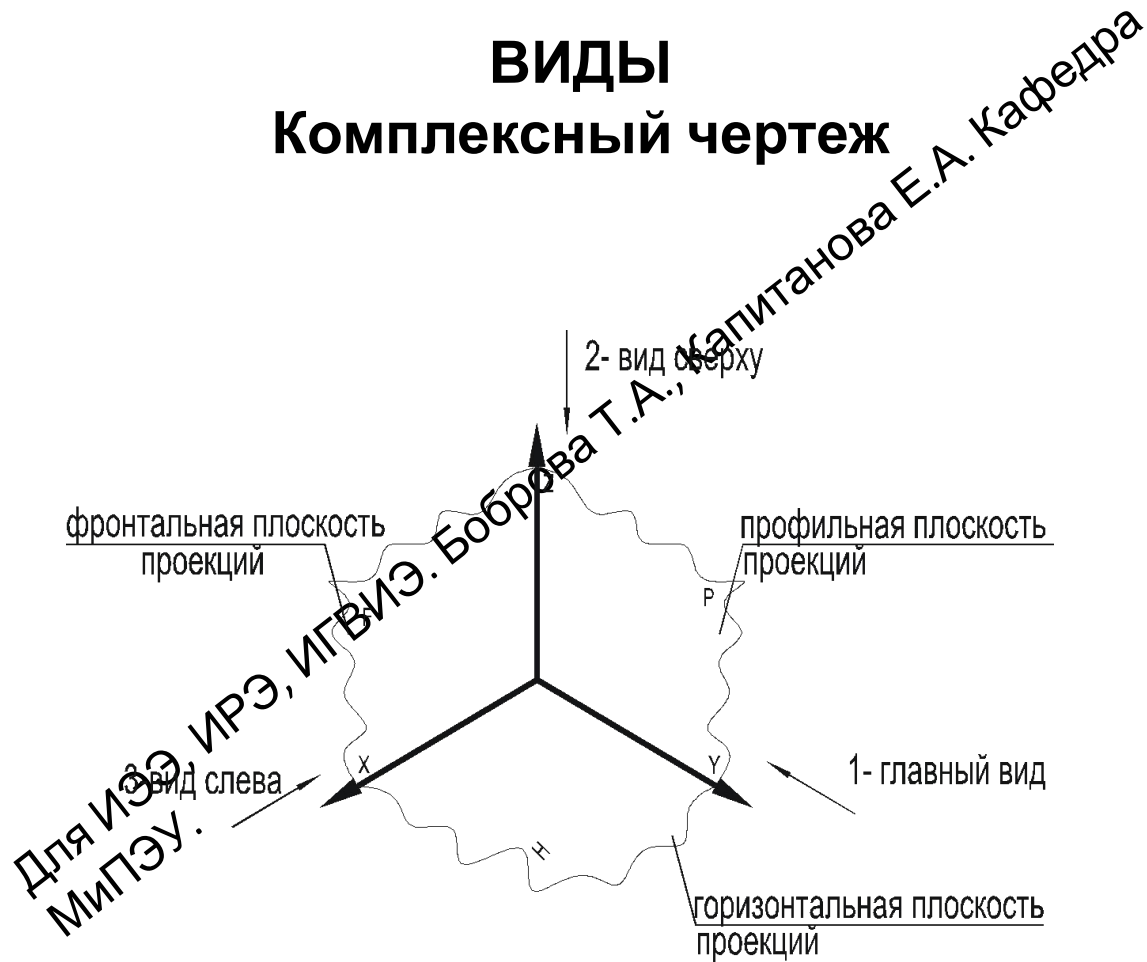 ВИДЫ
Комплексный чертеж
2- вид сверху
Z
фронтальная плоскость
проекций
профильная плоскость
проекций
F
P
X
Y
3-вид слева
1- главный вид
H
горизонтальная плоскость
проекций
Для ИЭЭ, ИРЭ, ИГВИЭ. Боброва Т.А., Капитанова Е.А. Кафедра
МиПЭУ.